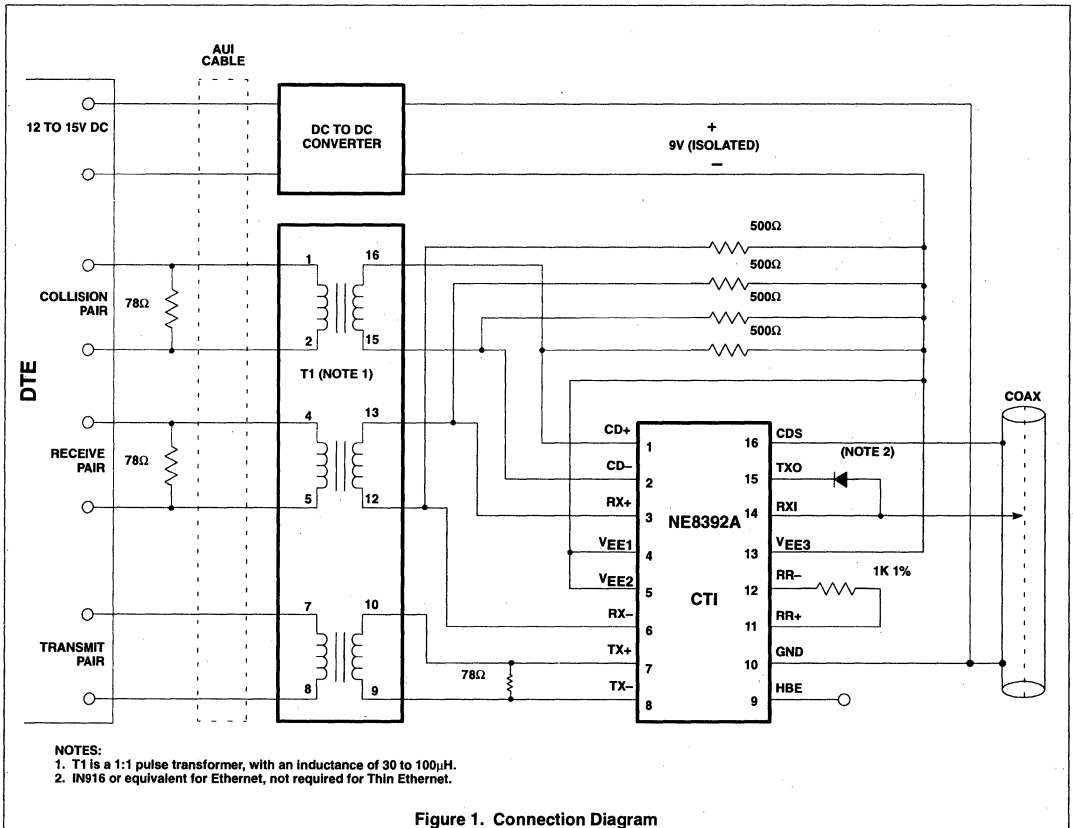 AUI
CABLE
12 TO 15V DC
DC TO DC
CONVERTER
+
9V (ISOLATED)
−
500Ω
500Ω
500Ω
500Ω
DTE
COLLISION
PAIR
78Ω
1
16
2
15
T1 (NOTE 1)
RECEIVE
PAIR
78Ω
4
13
5
12
TRANSMIT
PAIR
7
10
8
9
78Ω
CD+
1
CD−
2
RX+
3
VEE1
4
VEE2
5
RX−
6
TX+
7
TX−
8
NE8392A
CTI
16
CDS
15
TXO
(NOTE 2)
14
RXI
13
VEE3
12
RR−
1K 1%
11
RR+
10
GND
9
HBE
COAX
NOTES:
1. T1 is a 1:1 pulse transformer, with an inductance of 30 to 100μH.
2. IN916 or equivalent for Ethernet, not required for Thin Ethernet.
Figure 1. Connection Diagram